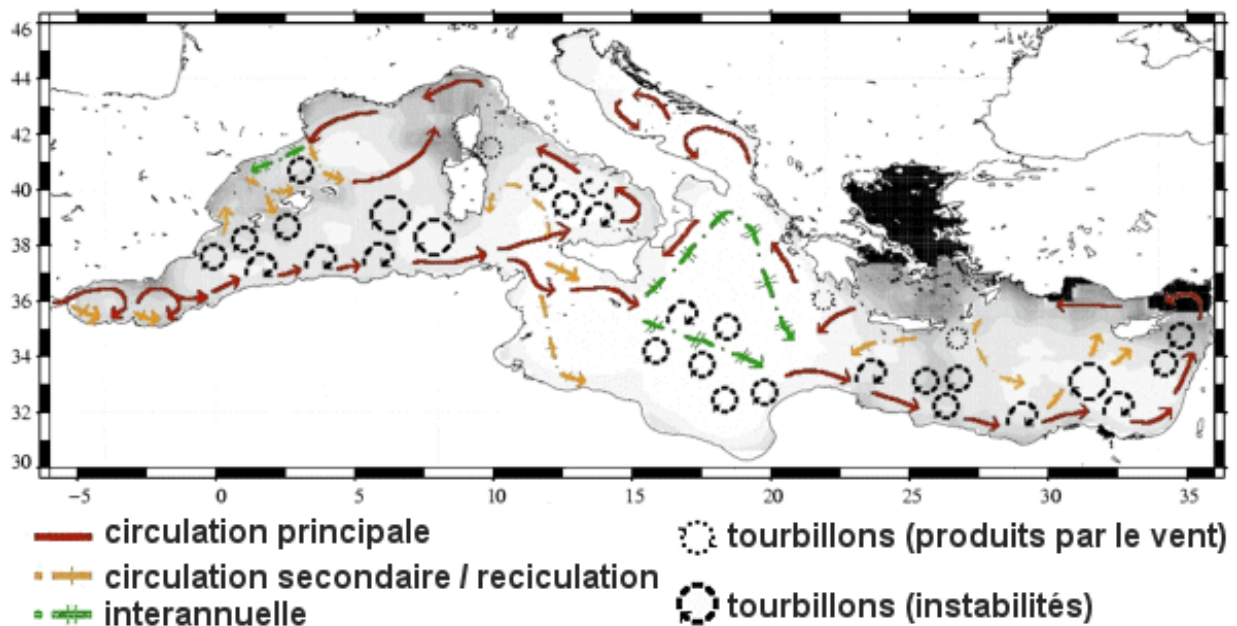 46
44
42
40
38
36
34
32
30
−5 0 5 10 15 20 25 30 35
circulation principale
circulation secondaire / reciculation
interannuelle
tourbillons (produits par le vent)
tourbillons (instabilités)